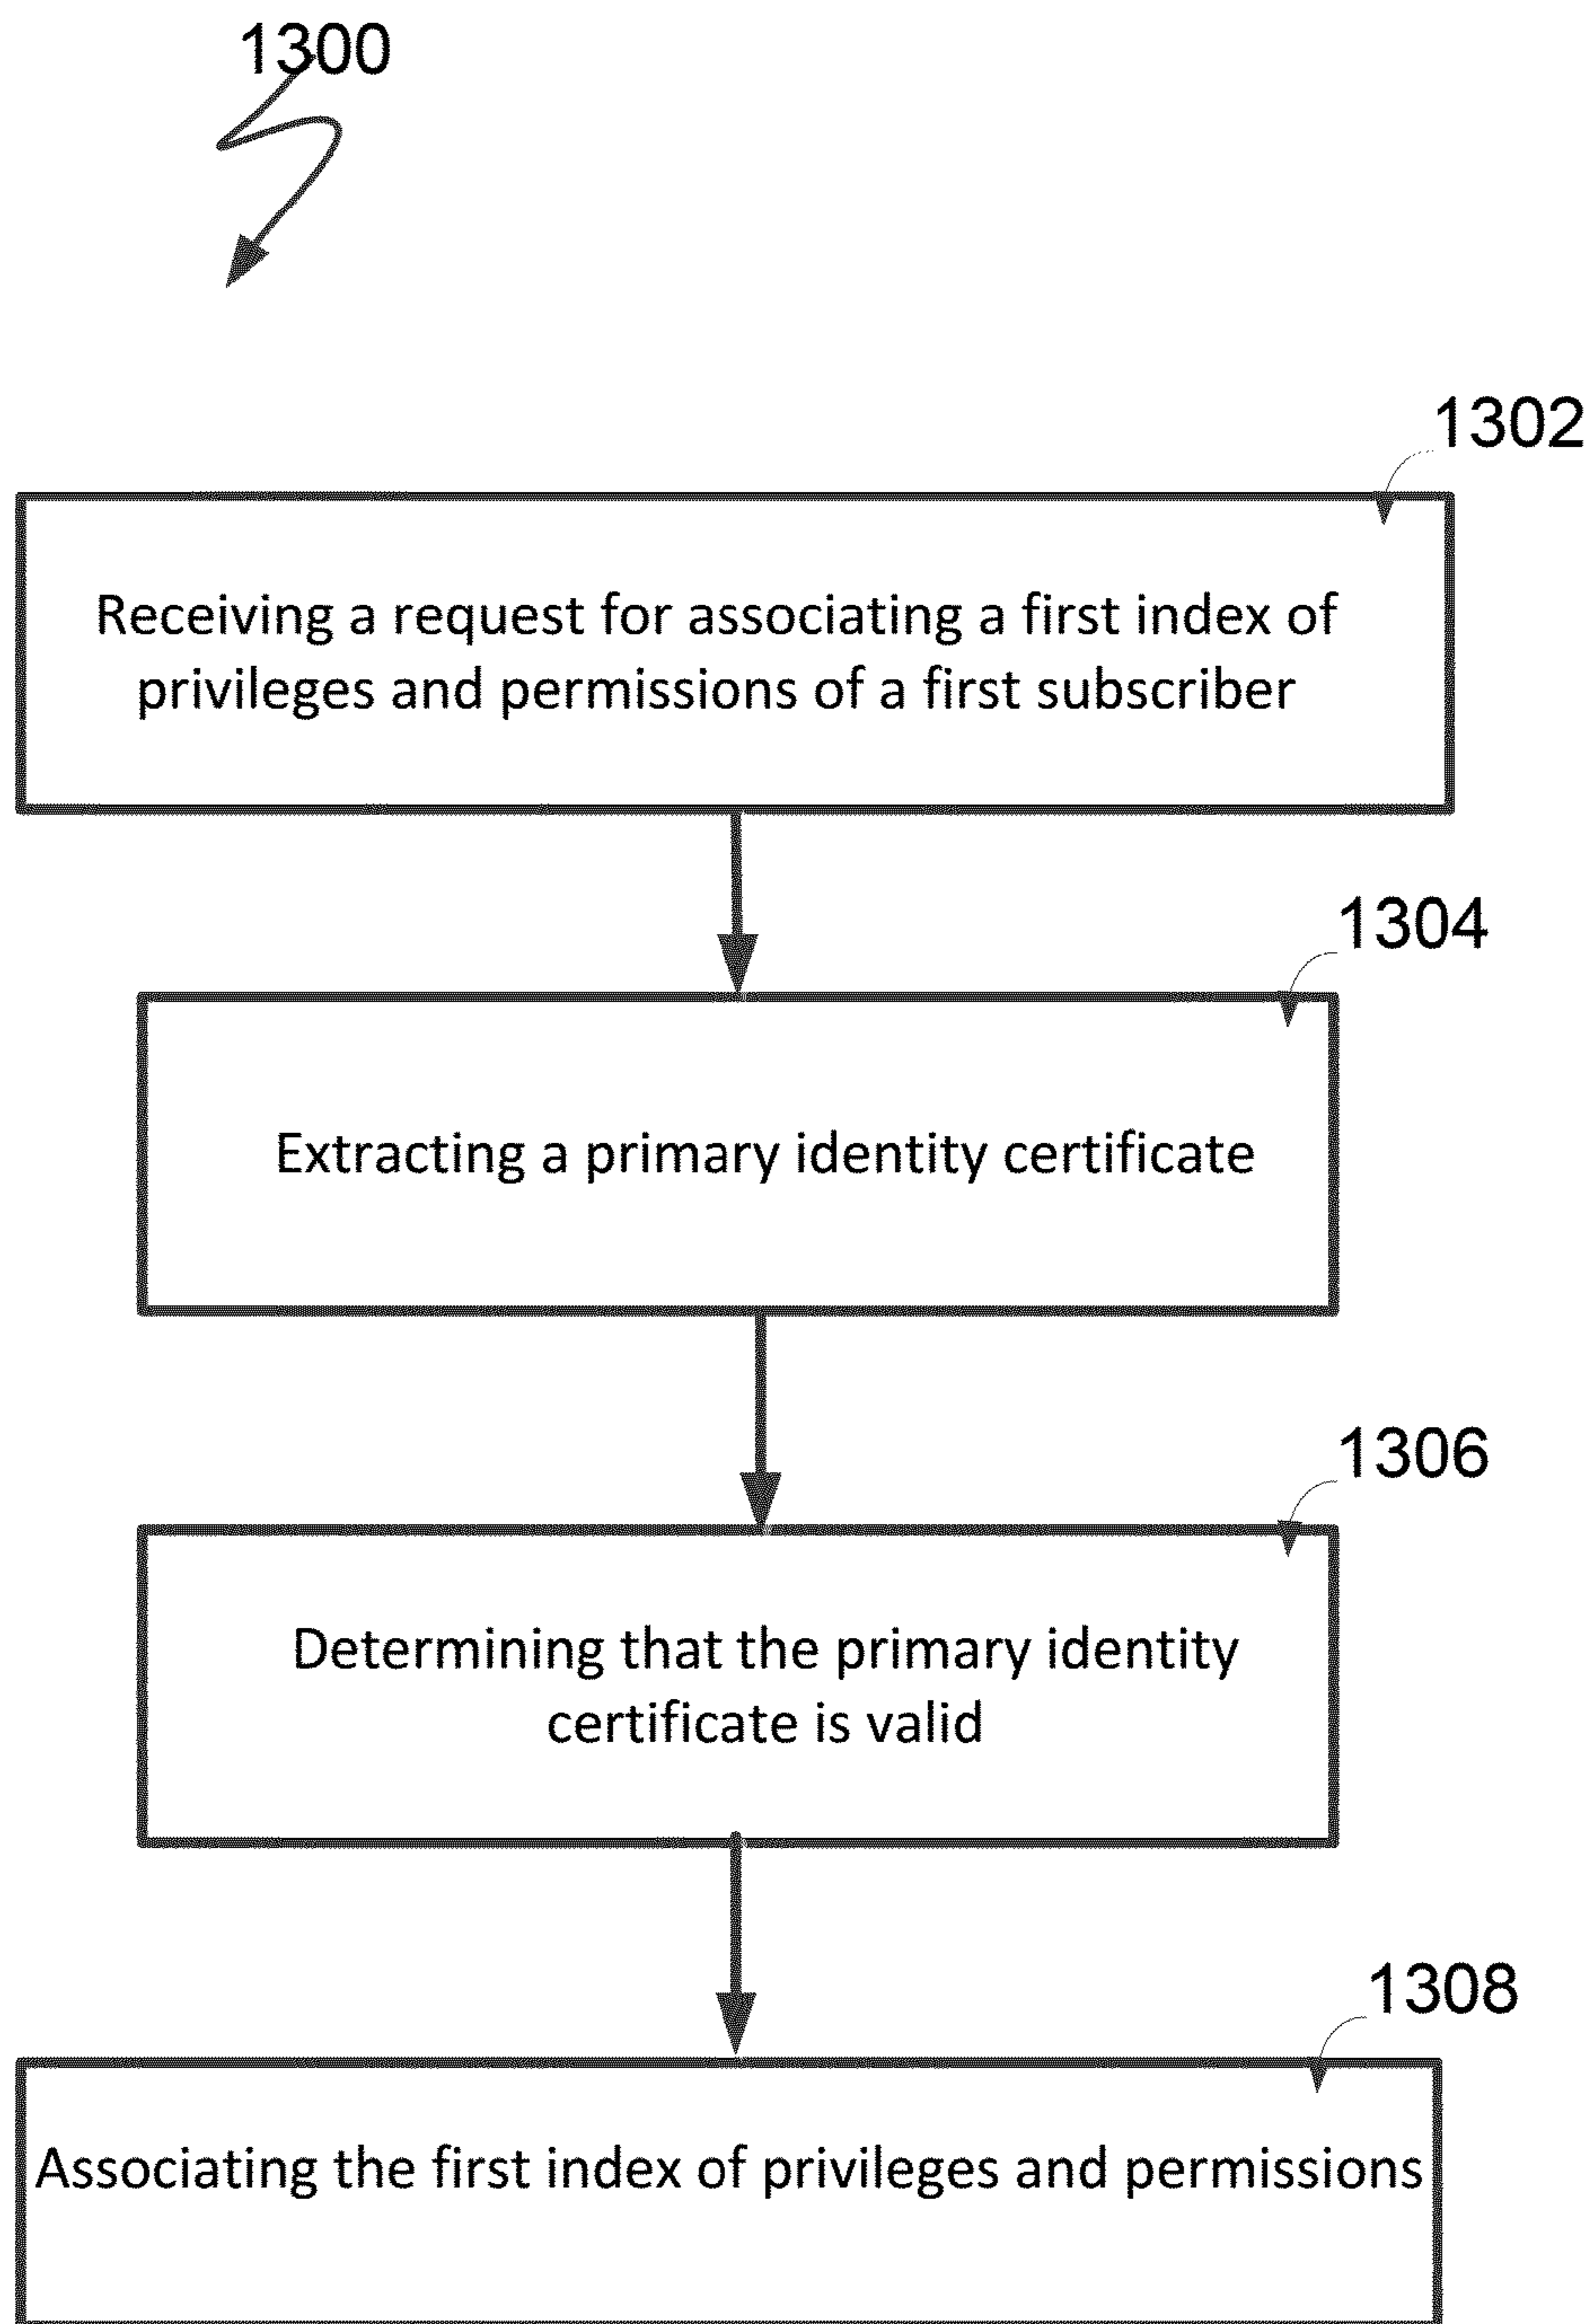 1300
1302
Receiving a request for associating a first index of
privileges and permissions of a first subscriber
1304
Extracting a primary identity certificate
1306
Determining that the primary identity
certificate is valid
1308
Associating the first index of privileges and permissions